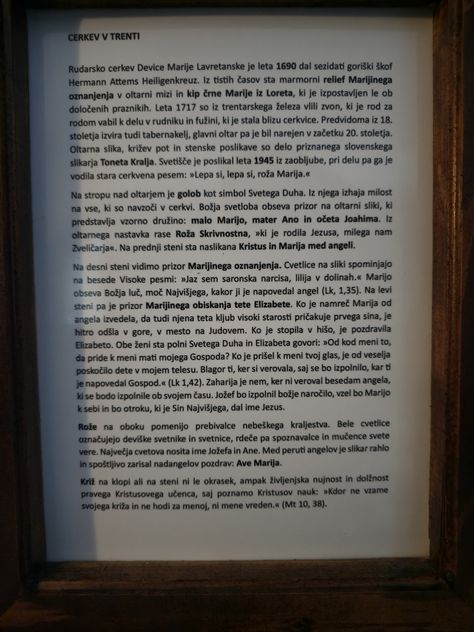 CERKEV V TRENTI
Rudarsko cerkev Device Marije Lavretanske je leta 1690 dal sezidati goriški škof
Hermann Attems Heiligenkreuz. Iz tistih časov sta marmorni relief Marijinega
oznanjenja v oltarni mizi in kip črne Marije iz Loreta, ki je izpostavljen le ob
določenih praznikih. Leta 1717 so iz trentarskega železa vlili zvon, ki je rod za
rodom vabil k delu v rudniku in fužini, ki je stala blizu cerkvice. Predvidoma iz 18.
stoletja izvira tudi tabernakelj, glavni oltar pa je bil narejen v začetku 20. stoletja.
Oltarna slika, križev pot in stenske poslikave so delo priznanega slovenskega
slikarja Toneta Kralja. Svetišče je poslikal leta 1945 iz zaobljube, pri delu pa ga je
vodila stara cerkvena pesem: »Lepa si, lepa si, roža Marija.«
Na stropu nad oltarjem je golob kot simbol Svetega Duha. Iz njega izhaja milost
na vse, ki so navzoči v cerkvi. Božja svetloba obseva prizor na oltarni sliki, ki
predstavlja vzorno družino: malo Marijo, mater Ano in očeta Joahima. Iz
oltarnega nastavka rase Roža Skrivnostna, »ki je rodila Jezusa, milega nam
Zveličarja«. Na prednji steni sta naslikana Kristus in Marija med angeli.
Na desni steni vidimo prizor Marijinega oznanjenja. Cvetlice na sliki spominjajo
na besede Visoke pesmi: »Jaz sem saronska narcisa, lilija v dolinah.« Marijo
obseva Božja luč, moč Najvišjega, kakor ji je napovedal angel (Lk, 1,35). Na levi
steni pa je prizor Marijinega obiskanja tete Elizabete. Ko je namreč Marija od
angela izvedela, da tudi njena teta kljub visoki starosti pričakuje prvega sina, je
hitro odšla v gore, v mesto na Judovem. Ko je stopila v hišo, je pozdravila
Elizabeto. Obe ženi sta polni Svetega Duha in Elizabeta govori: »Od kod meni to,
da pride k meni mati mojega Gospoda? Ko je prišel k meni tvoj glas, je od veselja
poskočilo dete v mojem telesu. Blagor ti, ker si verovala, saj se bo izpolnilo, kar ti
je napovedal Gospod.« (Lk 1,42). Zaharija je nem, ker ni veroval besedam angela,
ki se bodo izpolnile ob svojem času. Jožef bo izpolnil božje naročilo, vzel bo Marijo
k sebi in bo otroku, ki je Sin Najvišjega, dal ime Jezus.
Rože na oboku pomenijo prebivalce nebeškega kraljestva. Bele cvetlice
označujejo deviške svetnike in svetnice, rdeče pa spoznavalce in mučence svete
vere. Največja cvetova nosita ime Jožefa in Ane. Med peruti angelov je slikar rahlo
in spoštljivo zarisal nadangelov pozdrav: Ave Marija.
Križ na klopi ali na steni ni le okrasek, ampak življenjska nujnost in dolžnost
pravega Kristusovega učenca, saj poznamo Kristusov nauk: »Kdor ne vzame
svojega križa in ne hodi za menoj, ni mene vreden.« (Mt 10, 38).